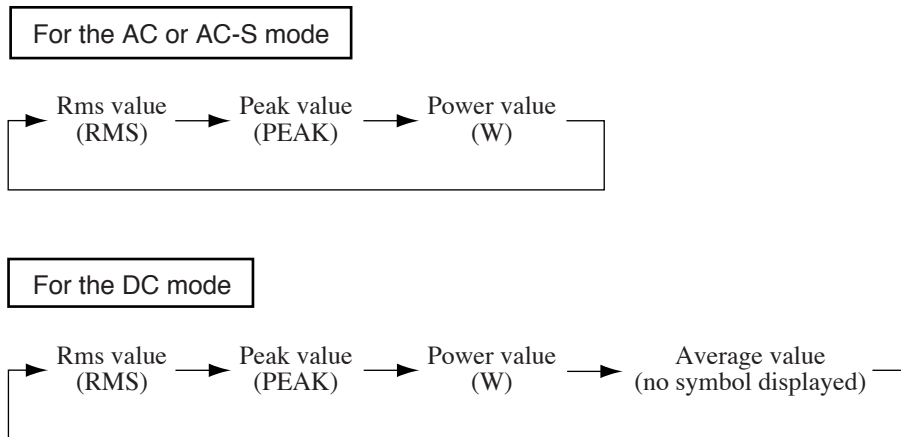 For the AC or AC-S mode
Rms value Peak value Power value
(RMS) (PEAK) (W)
For the DC mode
Rms value Peak value Power value Average value
(RMS) (PEAK) (W) (no symbol displayed)